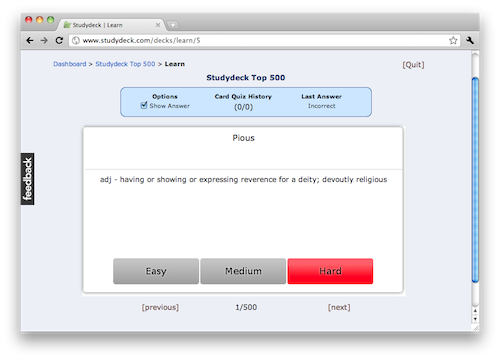 Studydeck | Learn
www.studydeck.com/decks/learn/5
Dashboard > Studydeck Top 500 > Learn
[Quit]
Studydeck Top 500
Options Card Quiz History Last Answer
Show Answer (0/0) Incorrect
Pious
feedback
adj - having or showing or expressing reverence for a deity; devoutly religious
Easy Medium Hard
[previous] 1/500 [next]